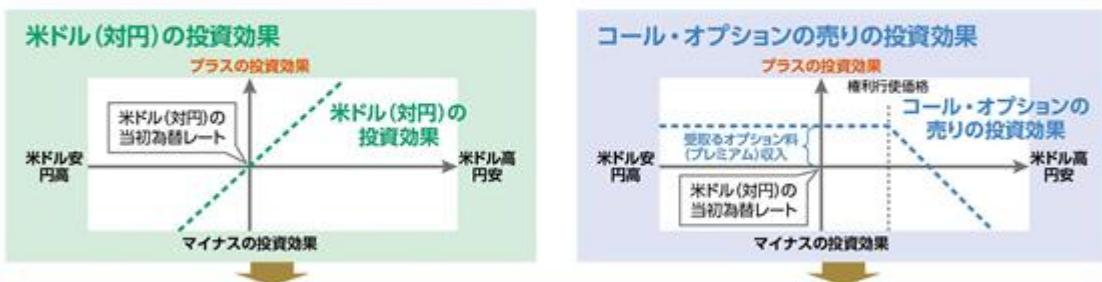 米ドル(対円)の投資効果
プラスの投資効果
米ドル(対円)の
当初為替レート
米ドル(対円)の
投資効果
米ドル安
円高
米ドル高
円安
マイナスの投資効果
コール・オプションの売りの投資効果
プラスの投資効果
権利行使価格
コール・オプションの
売りの投資効果
受取るオプション料
(プレミアム)収入
米ドル安
円高
米ドル高
円安
米ドル(対円)の
当初為替レート
マイナスの投資効果